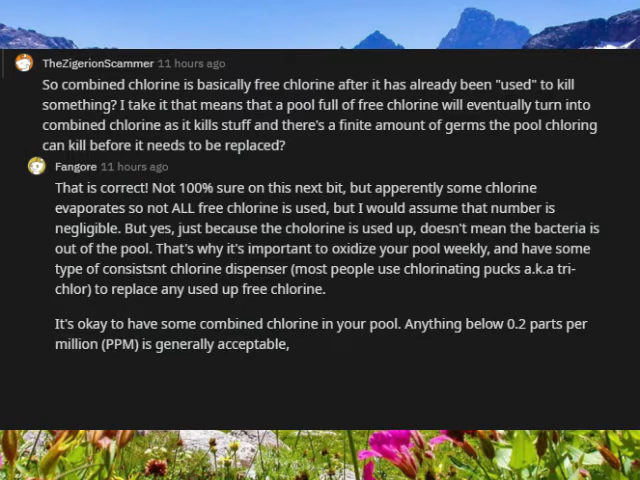 TheZigerionScammer 11 hours ago
So combined chlorine is basically free chlorine after it has already been "used" to kill
something? I take it that means that a pool full of free chlorine will eventually turn into
combined chlorine as it kills stuff and there's a finite amount of germs the pool chloring
can kill before it needs to be replaced?
Fangore 11 hours ago
That is correct! Not 100% sure on this next bit, but apperently some chlorine
evaporates so not ALL free chlorine is used, but I would assume that number is
negligible. But yes, just because the cholorine is used up, doesn't mean the bacteria is
out of the pool. That's why it's important to oxidize your pool weekly, and have some
type of consistsnt chlorine dispenser (most people use chlorinating pucks a.k.a tri-
chlor) to replace any used up free chlorine.
It's okay to have some combined chlorine in your pool. Anything below 0.2 parts per
million (PPM) is generally acceptable,